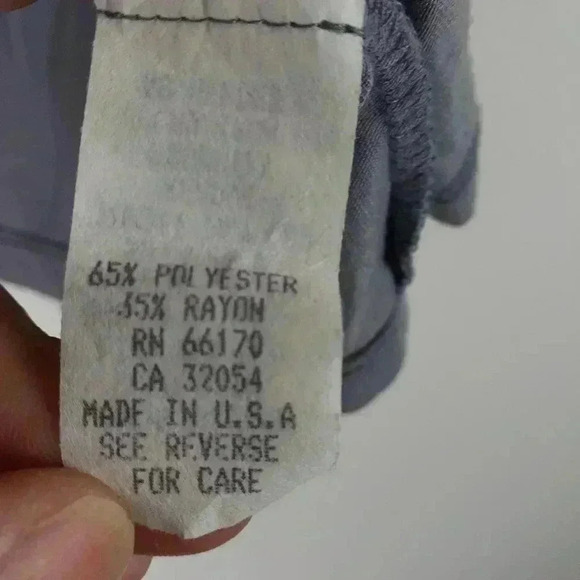 65% POLYESTER
35% RAYON
RN 66170
CA 32054
MADE IN U.S.A
SEE REVERSE
FOR CARE